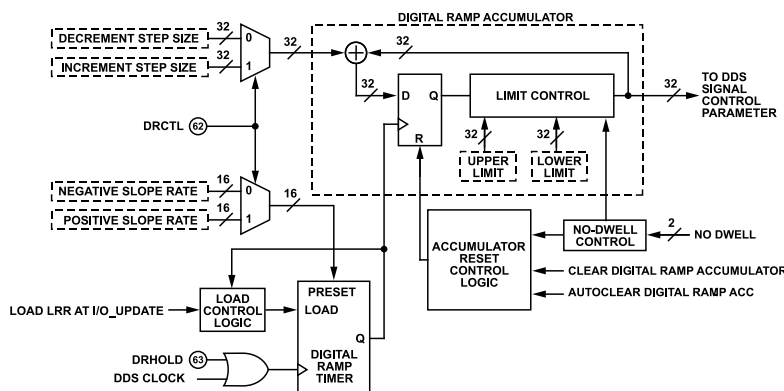 DIGITAL RAMP ACCUMULATOR
DECREMENT STEP SIZE
32
0
INCREMENT STEP SIZE
32
1
32
32
32
D
Q
R
LIMIT CONTROL
32
TO DDS
SIGNAL
CONTROL
PARAMETER
32
32
UPPER
LIMIT
LOWER
LIMIT
DRCTL
62
NEGATIVE SLOPE RATE
16
0
POSITIVE SLOPE RATE
16
1
16
ACCUMULATOR
RESET
CONTROL
LOGIC
NO-DWELL
CONTROL
2
NO DWELL
CLEAR DIGITAL RAMP ACCUMULATOR
AUTOCLEAR DIGITAL RAMP ACC
LOAD LRR AT I/O_UPDATE
LOAD
CONTROL
LOGIC
PRESET
LOAD
Q
DIGITAL
RAMP
TIMER
DRHOLD
63
DDS CLOCK